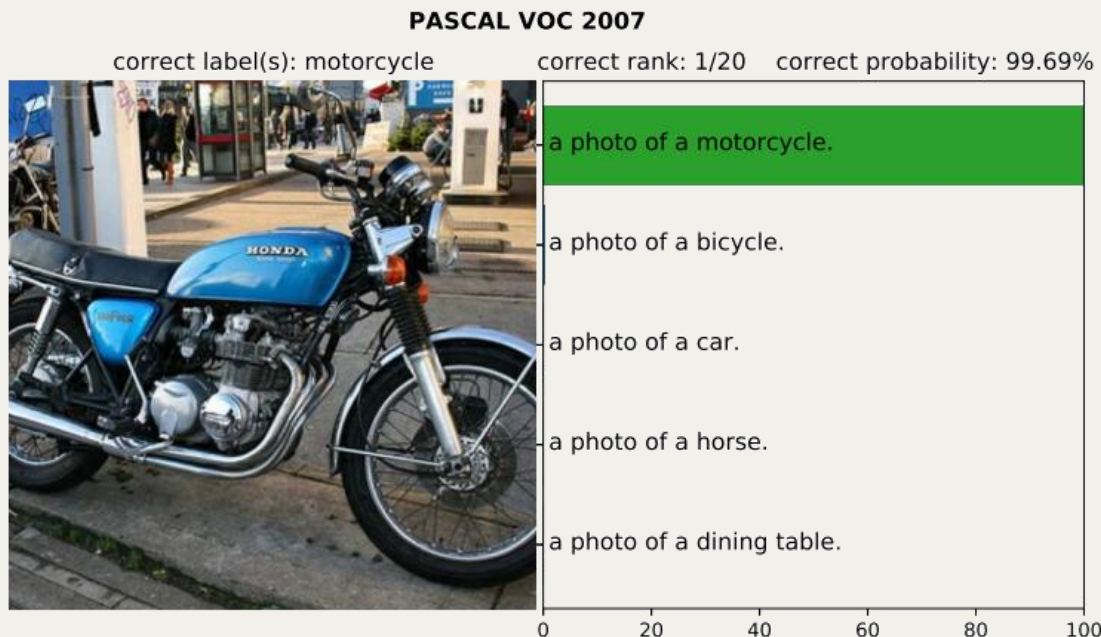 PASCAL VOC 2007
correct label(s): motorcycle
correct rank: 1/20 correct probability: 99.69%
P
HONDA
a photo of a motorcycle.
a photo of a bicycle.
a photo of a car.
a photo of a horse.
a photo of a dining table.
0 20 40 60 80 100